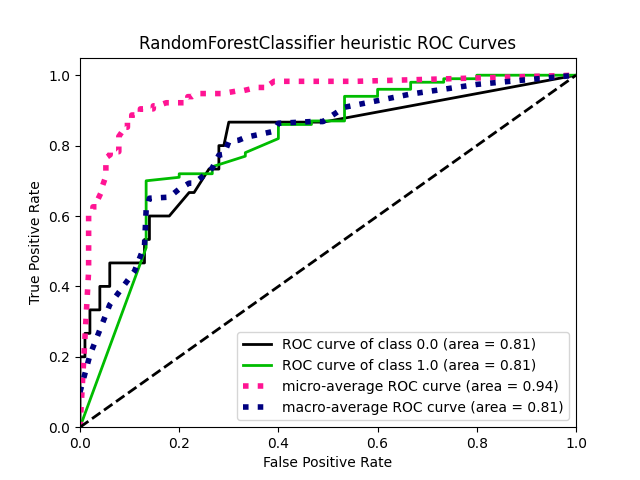 RandomForestClassifier heuristic ROC Curves
True Positive Rate
1.0
0.8
0.6
0.4
0.2
0.0
0.0 0.2 0.4 0.6 0.8 1.0
False Positive Rate
ROC curve of class 0.0 (area = 0.81)
ROC curve of class 1.0 (area = 0.81)
micro-average ROC curve (area = 0.94)
macro-average ROC curve (area = 0.81)